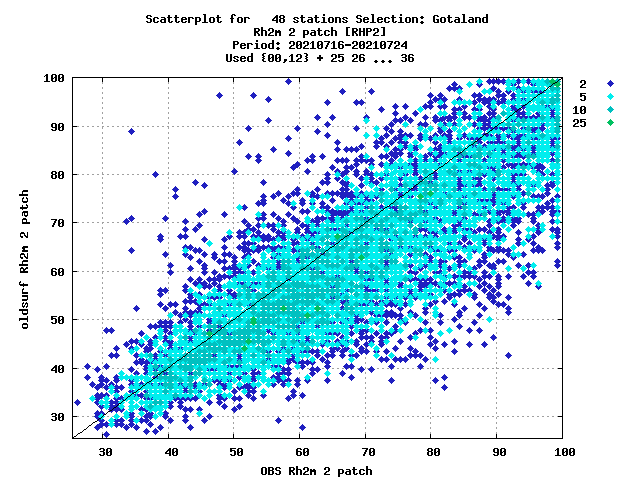 Scatterplot for   48 stations Selection: Gotaland
Rh2m 2 patch [RHP2]
Period: 20210716-20210724
Used {00,12} + 25 26 ... 36
2
5
10
25
100
90
80
70
60
50
40
30
oldsurf Rh2m 2 patch
30 40 50 60 70 80 90 100
OBS Rh2m 2 patch